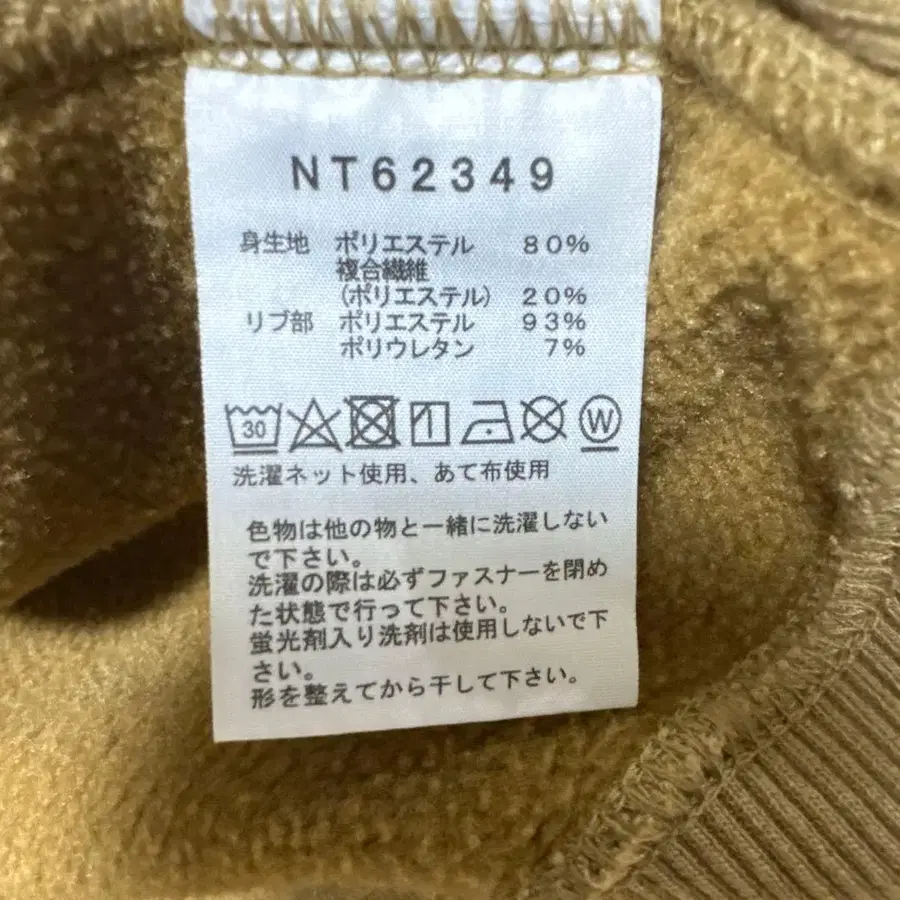 NT62349
身生地 ポリエステル 80%
複合繊維
(ポリエステル) 20%
リブ部 ポリエステル 93%
ポリウレタン 7%
30 W
洗濯ネット使用、あて布使用
色物は他の物と一緒に洗濯しない
で下さい。
洗濯の際は必ずファスナーを閉め
た状態で行って下さい。
蛍光剤入り洗剤は使用しないで下
さい。
形を整えてから干して下さい。